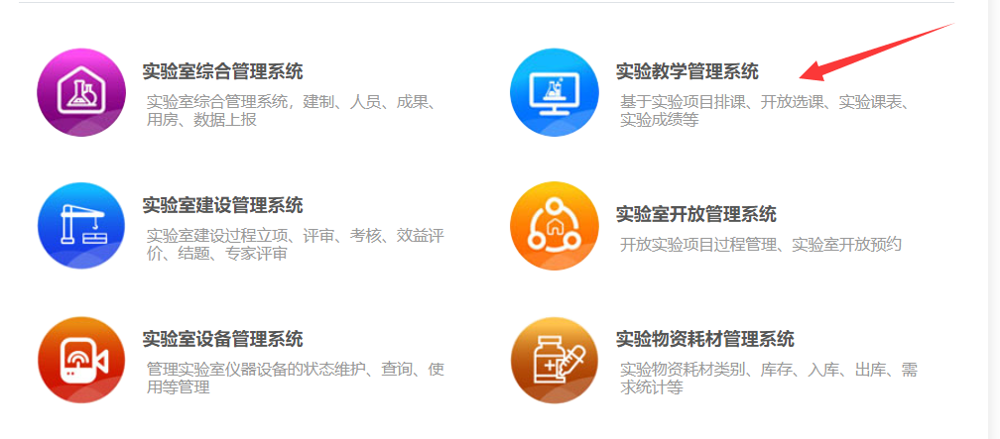 实验室综合管理系统
实验室综合管理系统，建制、人员、成果、
用房、数据上报
实验教学管理系统
基于实验项目排课、开放选课、实验课表、
实验成绩等
实验室建设管理系统
实验室建设过程立项、评审、考核、效益评
价、结题、专家评审
实验室开放管理系统
开放实验项目过程管理、实验室开放预约
实验室设备管理系统
管理实验室仪器设备的状态维护、查询、使
用等管理
实验物资耗材管理系统
实验物资耗材类别、库存、入库、出库、需
求统计等